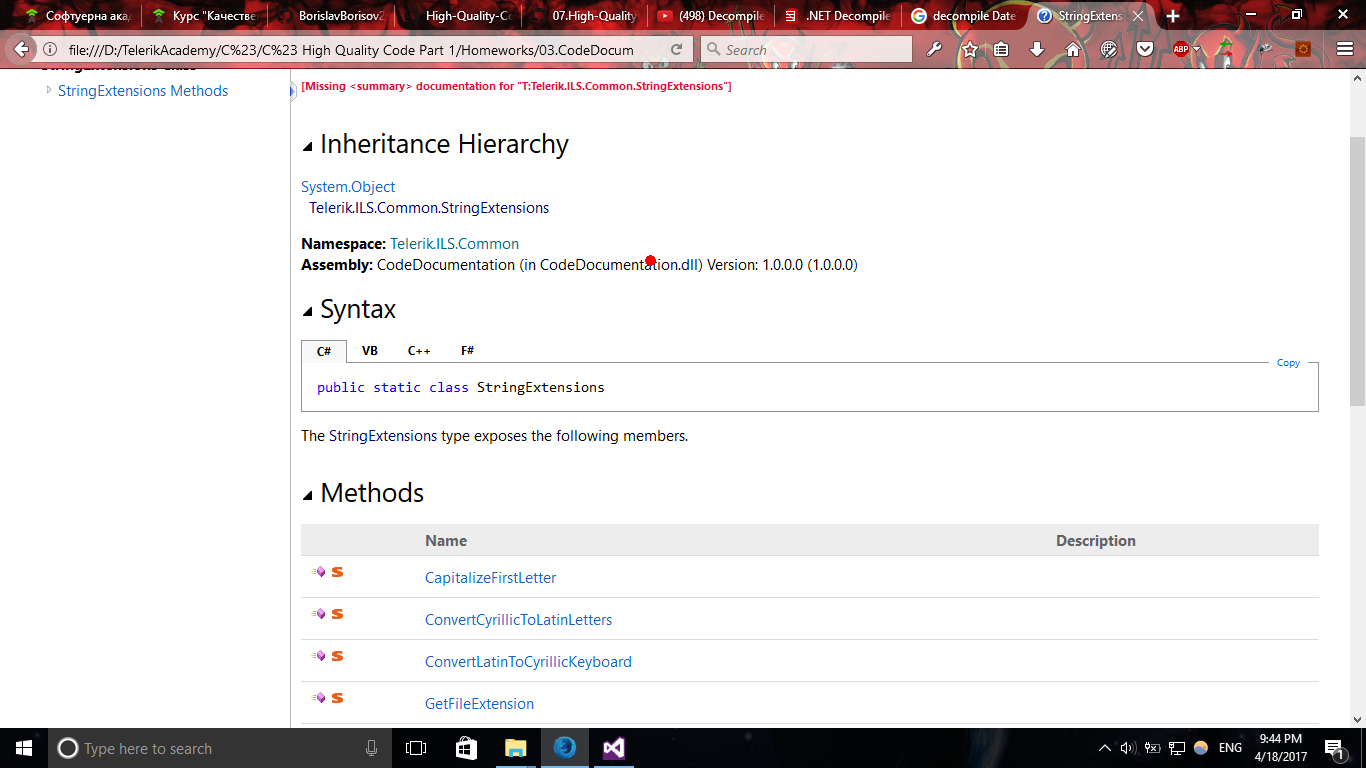 Софтуерна ака
Курс "Качестве
BorislavBorisov2
High-Quality-Co
07.High-Quality
(498) Decompile
.NET Decompile
decompile Date
StringExtens
file:///D:/TelerikAcademy/C%23/C%23 High Quality Code Part 1/Homeworks/03.CodeDocum
Search
ABP
StringExtensions Methods
[Missing <summary> documentation for "T:Telerik.ILS.Common.StringExtensions"]
Inheritance Hierarchy
System.Object
Telerik.ILS.Common.StringExtensions
Namespace: Telerik.ILS.Common
Assembly: CodeDocumentation (in CodeDocumentation.dll) Version: 1.0.0.0 (1.0.0.0)
Syntax
C# VB C++ F#
Copy
public static class StringExtensions
The StringExtensions type exposes the following members.
Methods
Name Description
CapitalizeFirstLetter
ConvertCyrillicToLatinLetters
ConvertLatinToCyrillicKeyboard
GetFileExtension
Type here to search
ENG
9:44 PM
4/18/2017
1